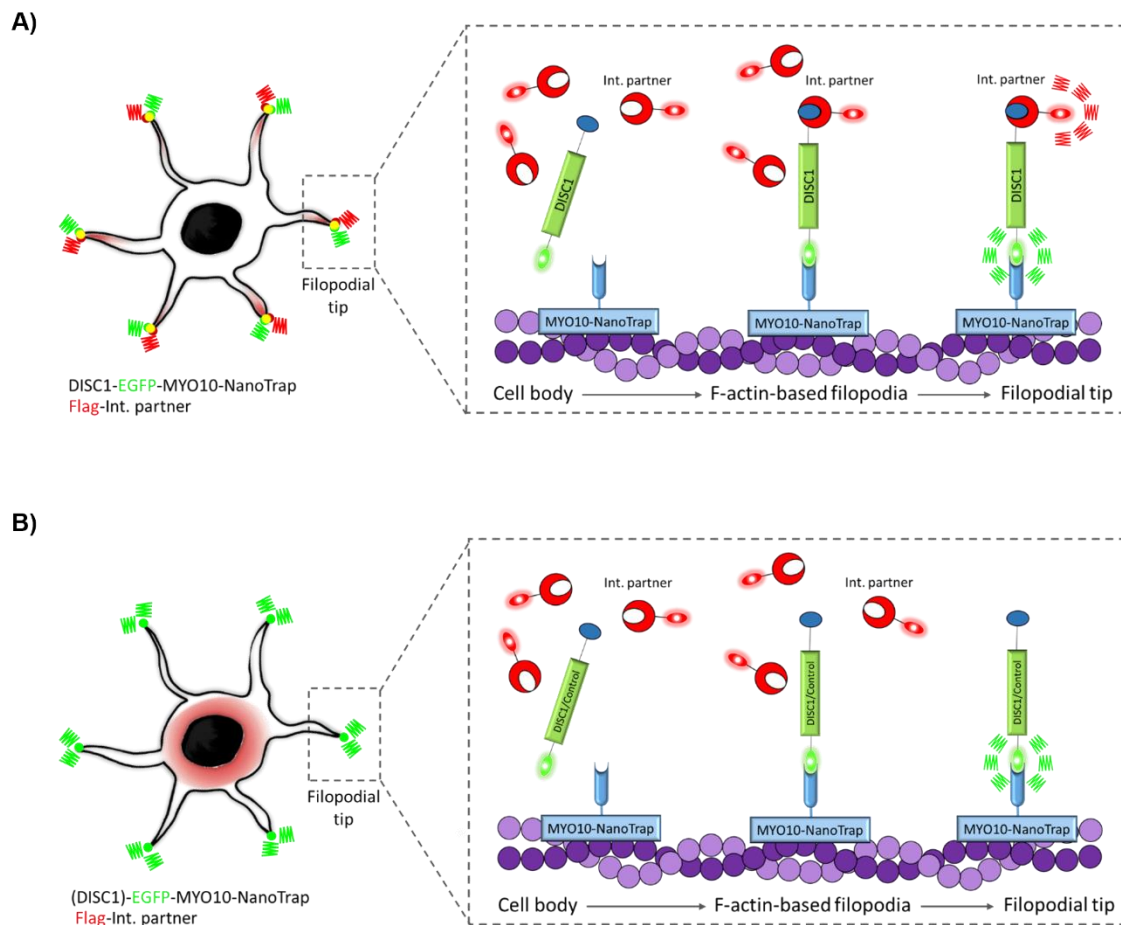 A)
Int. partner
Int. partner
Int. partner
DISC1
DISC1
DISC1
Filopodial
tip
MYO10-NanoTrap
MYO10-NanoTrap
MYO10-NanoTrap
DISC1-EGFP-MYO10-NanoTrap
Flag-Int. partner
Cell body
F-actin-based filopodia
Filopodial tip
B)
Int. partner
Int. partner
DISC1/Control
DISC1/Control
DISC1/Control
Filopodial
tip
MYO10-NanoTrap
MYO10-NanoTrap
MYO10-NanoTrap
(DISC1)-EGFP-MYO10-NanoTrap
Flag-Int. partner
Cell body
F-actin-based filopodia
Filopodial tip